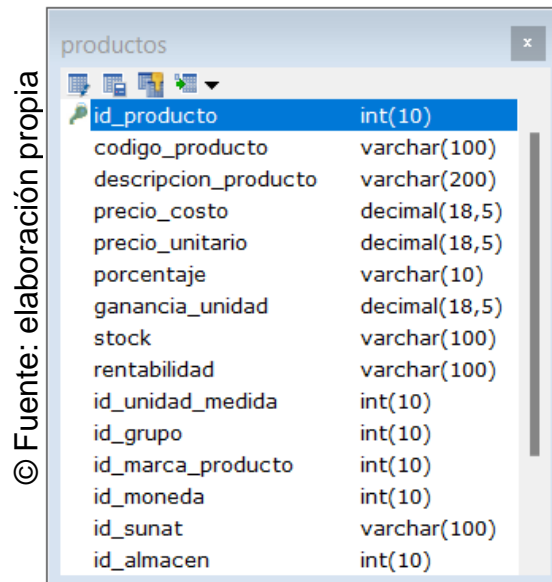 © Fuente: elaboración propia
productos
x
id_producto int(10)
codigo_producto varchar(100)
descripcion_producto varchar(200)
precio_costo decimal(18,5)
precio_unitario decimal(18,5)
porcentaje varchar(10)
ganancia_unidad decimal(18,5)
stock varchar(100)
rentabilidad varchar(100)
id_unidad_medida int(10)
id_grupo int(10)
id_marca_producto int(10)
id_moneda int(10)
id_sunat varchar(100)
id_almacen int(10)